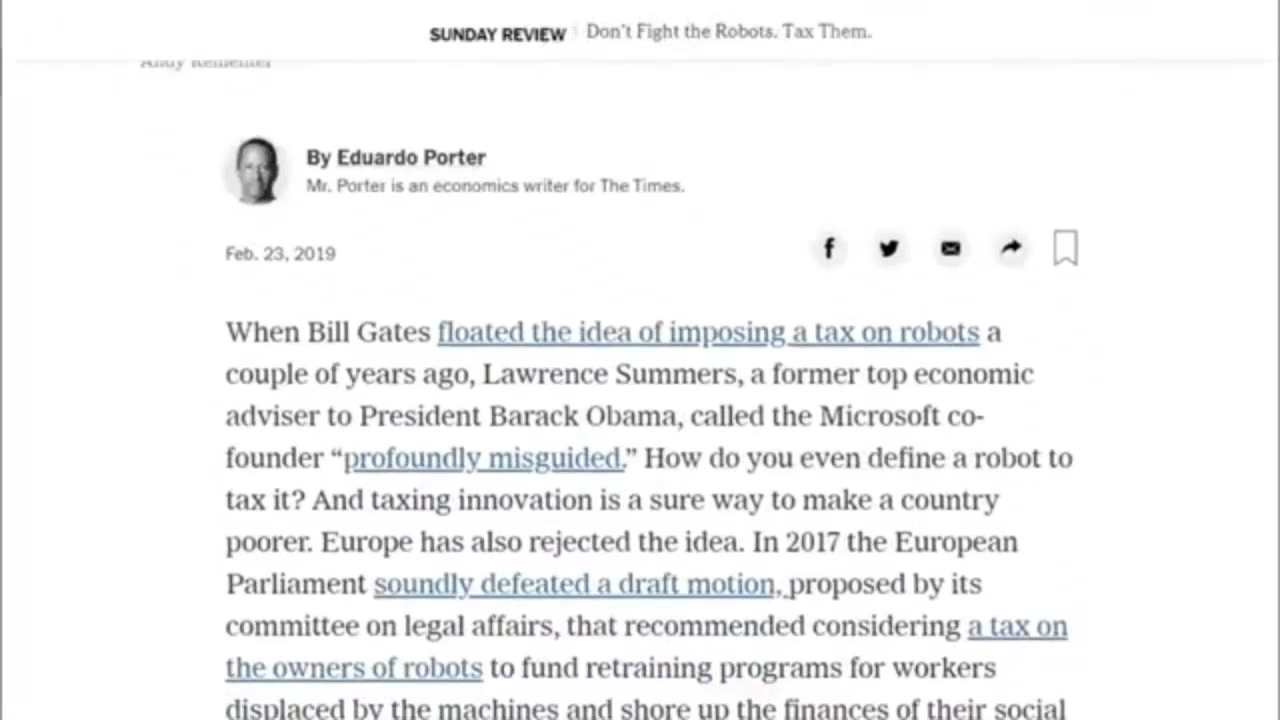 SUNDAY REVIEW Don't Fight the Robots. Tax Them.
By Eduardo Porter
Mr. Porter is an economics writer for The Times.
Feb. 23, 2019
When Bill Gates floated the idea of imposing a tax on robots a
couple of years ago, Lawrence Summers, a former top economic
adviser to President Barack Obama, called the Microsoft co-
founder “profoundly misguided.” How do you even define a robot to
tax it? And taxing innovation is a sure way to make a country
poorer. Europe has also rejected the idea. In 2017 the European
Parliament soundly defeated a draft motion, proposed by its
committee on legal affairs, that recommended considering a tax on
the owners of robots to fund retraining programs for workers
displaced by the machines and shore up the finances of their social